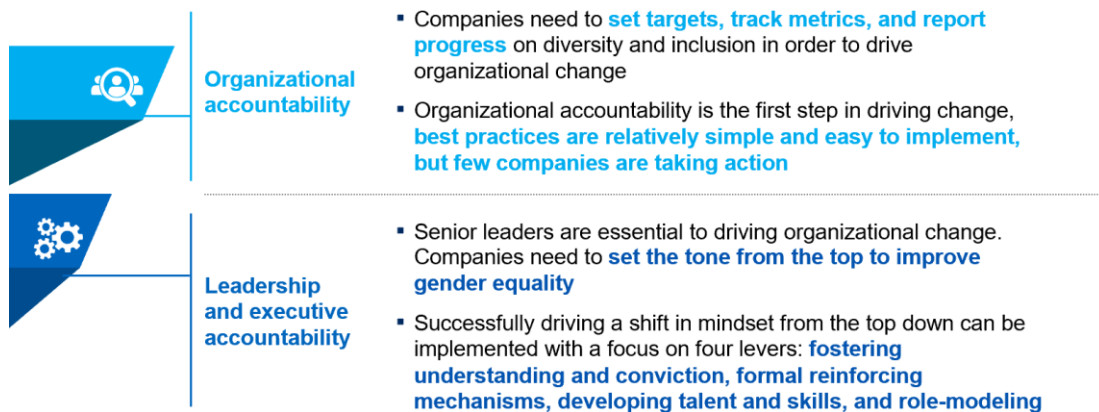 Organizational
accountability
▪ Companies need to set targets, track metrics, and report
progress on diversity and inclusion in order to drive
organizational change
▪ Organizational accountability is the first step in driving change,
best practices are relatively simple and easy to implement,
but few companies are taking action
Leadership
and executive
accountability
▪ Senior leaders are essential to driving organizational change.
Companies need to set the tone from the top to improve
gender equality
▪ Successfully driving a shift in mindset from the top down can be
implemented with a focus on four levers: fostering
understanding and conviction, formal reinforcing
mechanisms, developing talent and skills, and role-modeling